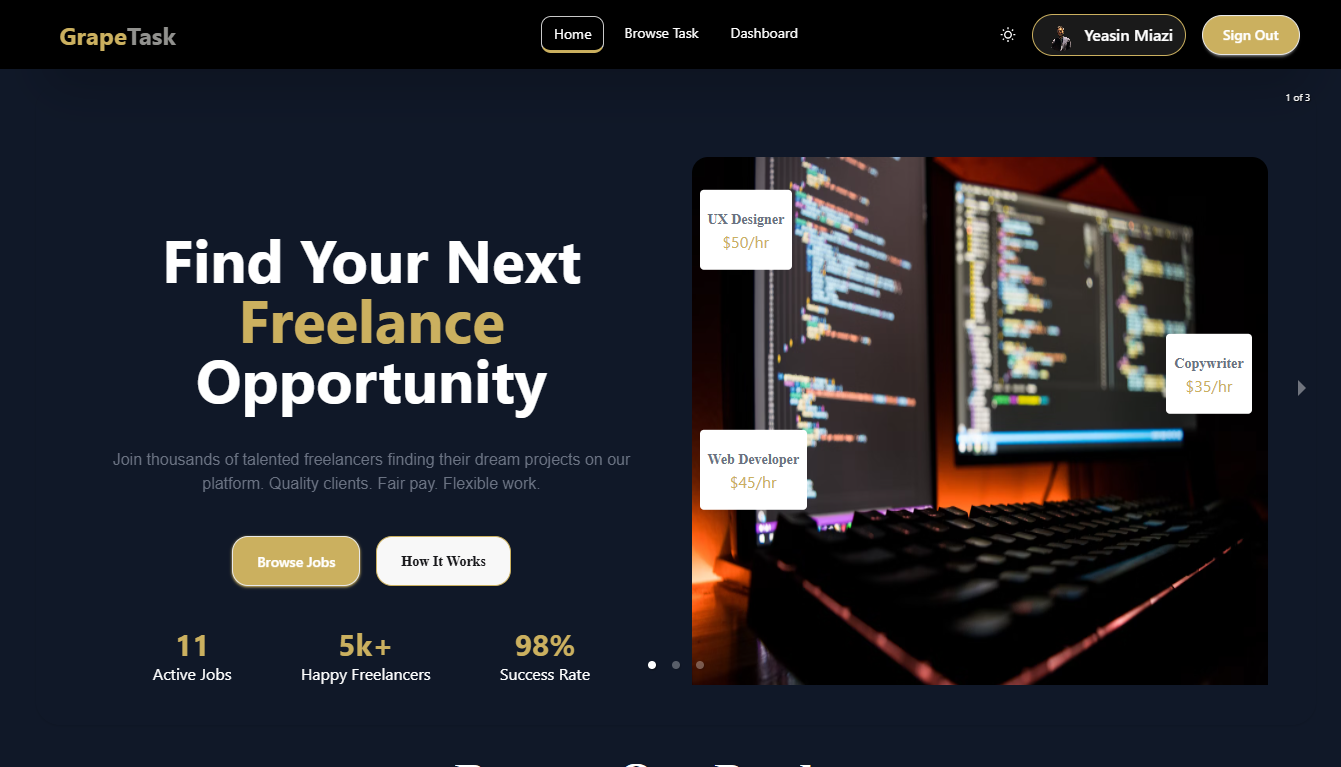 GrapeTask
Home
Browse Task
Dashboard
Yeasin Miazi
Sign Out
1 of 3
Find Your Next
Freelance
Opportunity
Join thousands of talented freelancers finding their dream projects on our
platform. Quality clients. Fair pay. Flexible work.
Browse Jobs
How It Works
11
Active Jobs
5k+
Happy Freelancers
98%
Success Rate
UX Designer
$50/hr
Copywriter
$35/hr
Web Developer
$45/hr